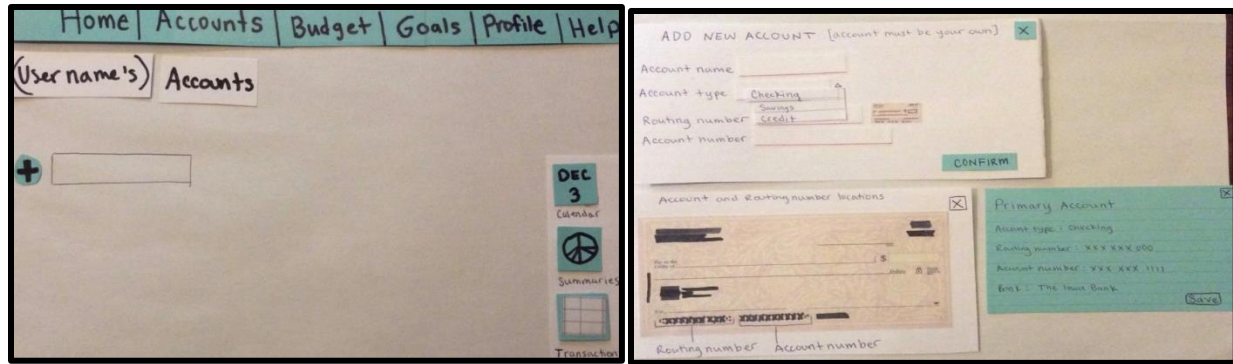 Home | Accounts | Budget | Goals | Profile | Help
(User name's) Accounts
+
DEC
3
Calendar
Summaries
Transaction
ADD NEW ACCOUNT [account must be your own] X
Account name
Account type Checking
Savings
Routing number Credit
Account number
CONFIRM
Account and Routing number locations X
$
Routing number Account number
X
Primary Account
Account type: Checking
Routing number: XXX XXX 000
Account number: XXX XXX 1111
Bank: The Bank
Save